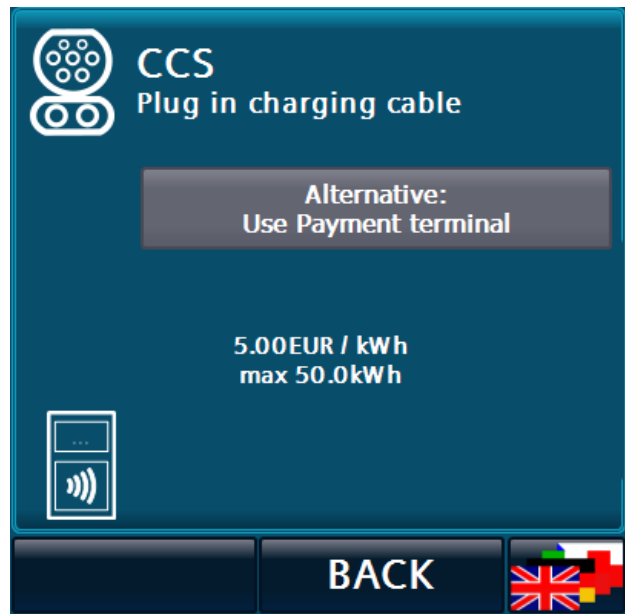 CCS
Plug in charging cable
Alternative:
Use Payment terminal
5.00EUR / kWh
max 50.0kWh
...
BACK